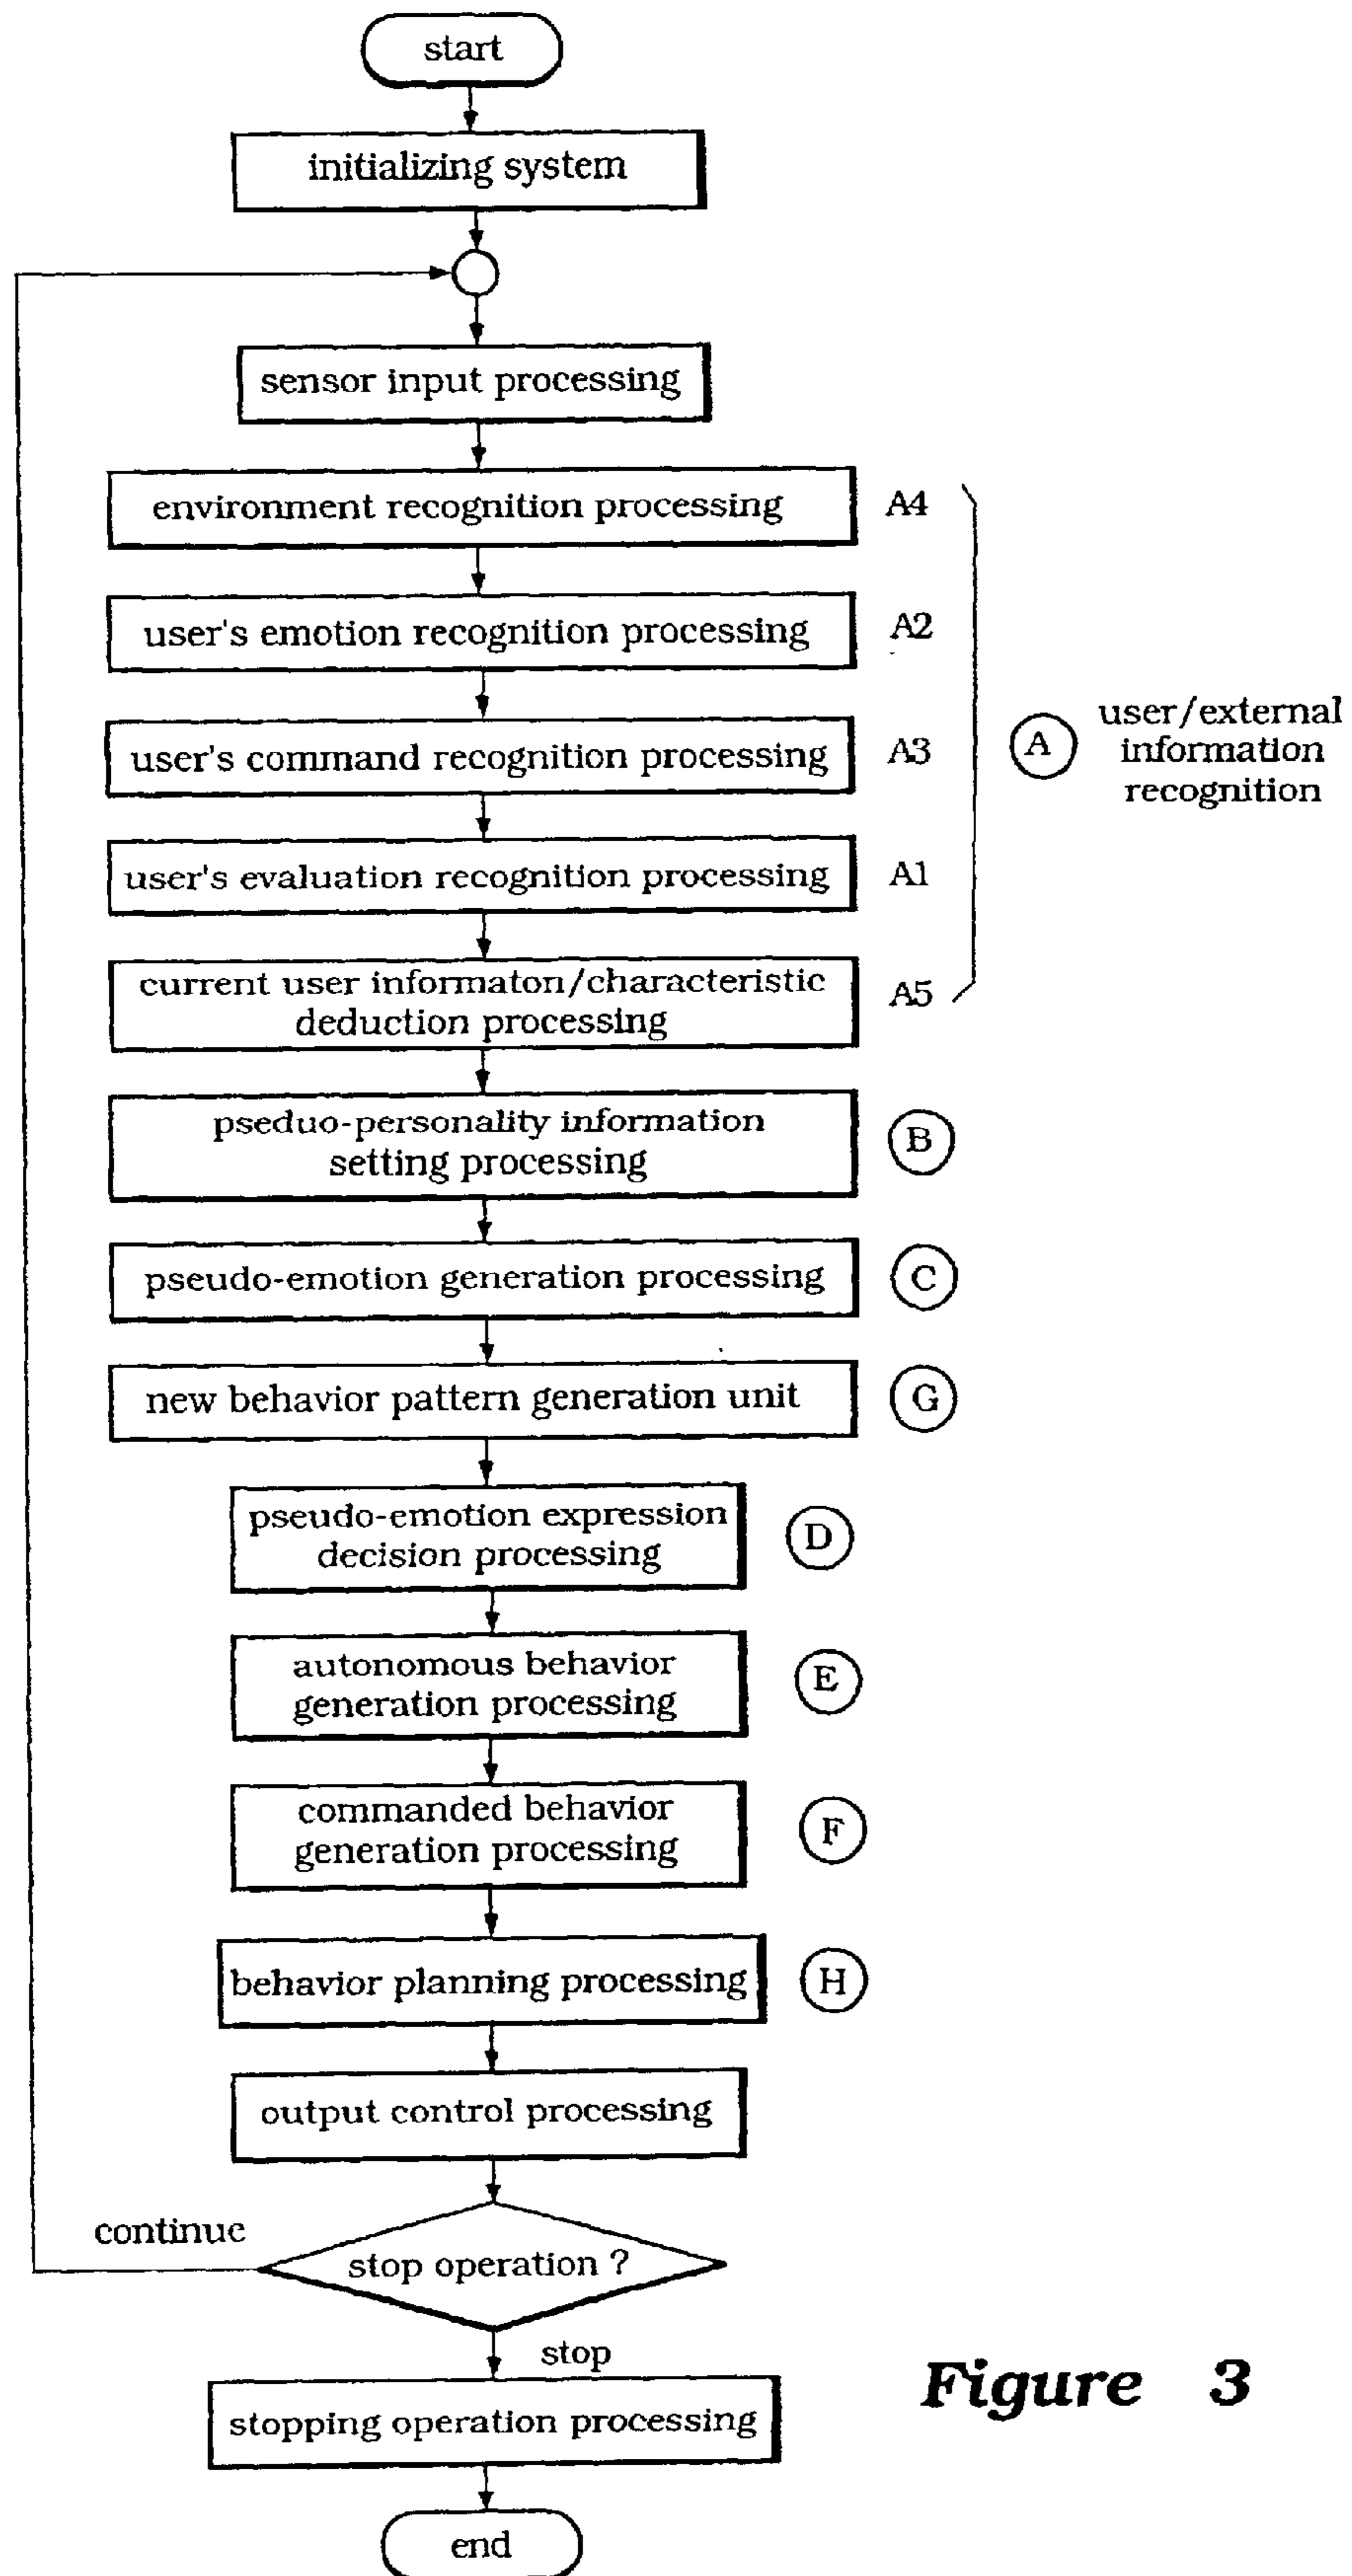 start
initializing system
sensor input processing
environment recognition processing
A4
user's emotion recognition processing
A2
user's command recognition processing
A3
A
user/external
information
recognition
user's evaluation recognition processing
A1
current user informaton/characteristic
deduction processing
A5
pseduo-personality information
setting processing
B
pseudo-emotion generation processing
C
new behavior pattern generation unit
G
pseudo-emotion expression
decision processing
D
autonomous behavior
generation processing
E
commanded behavior
generation processing
F
behavior planning processing
H
output control processing
continue
stop operation ?
stop
stopping operation processing
Figure 3
end